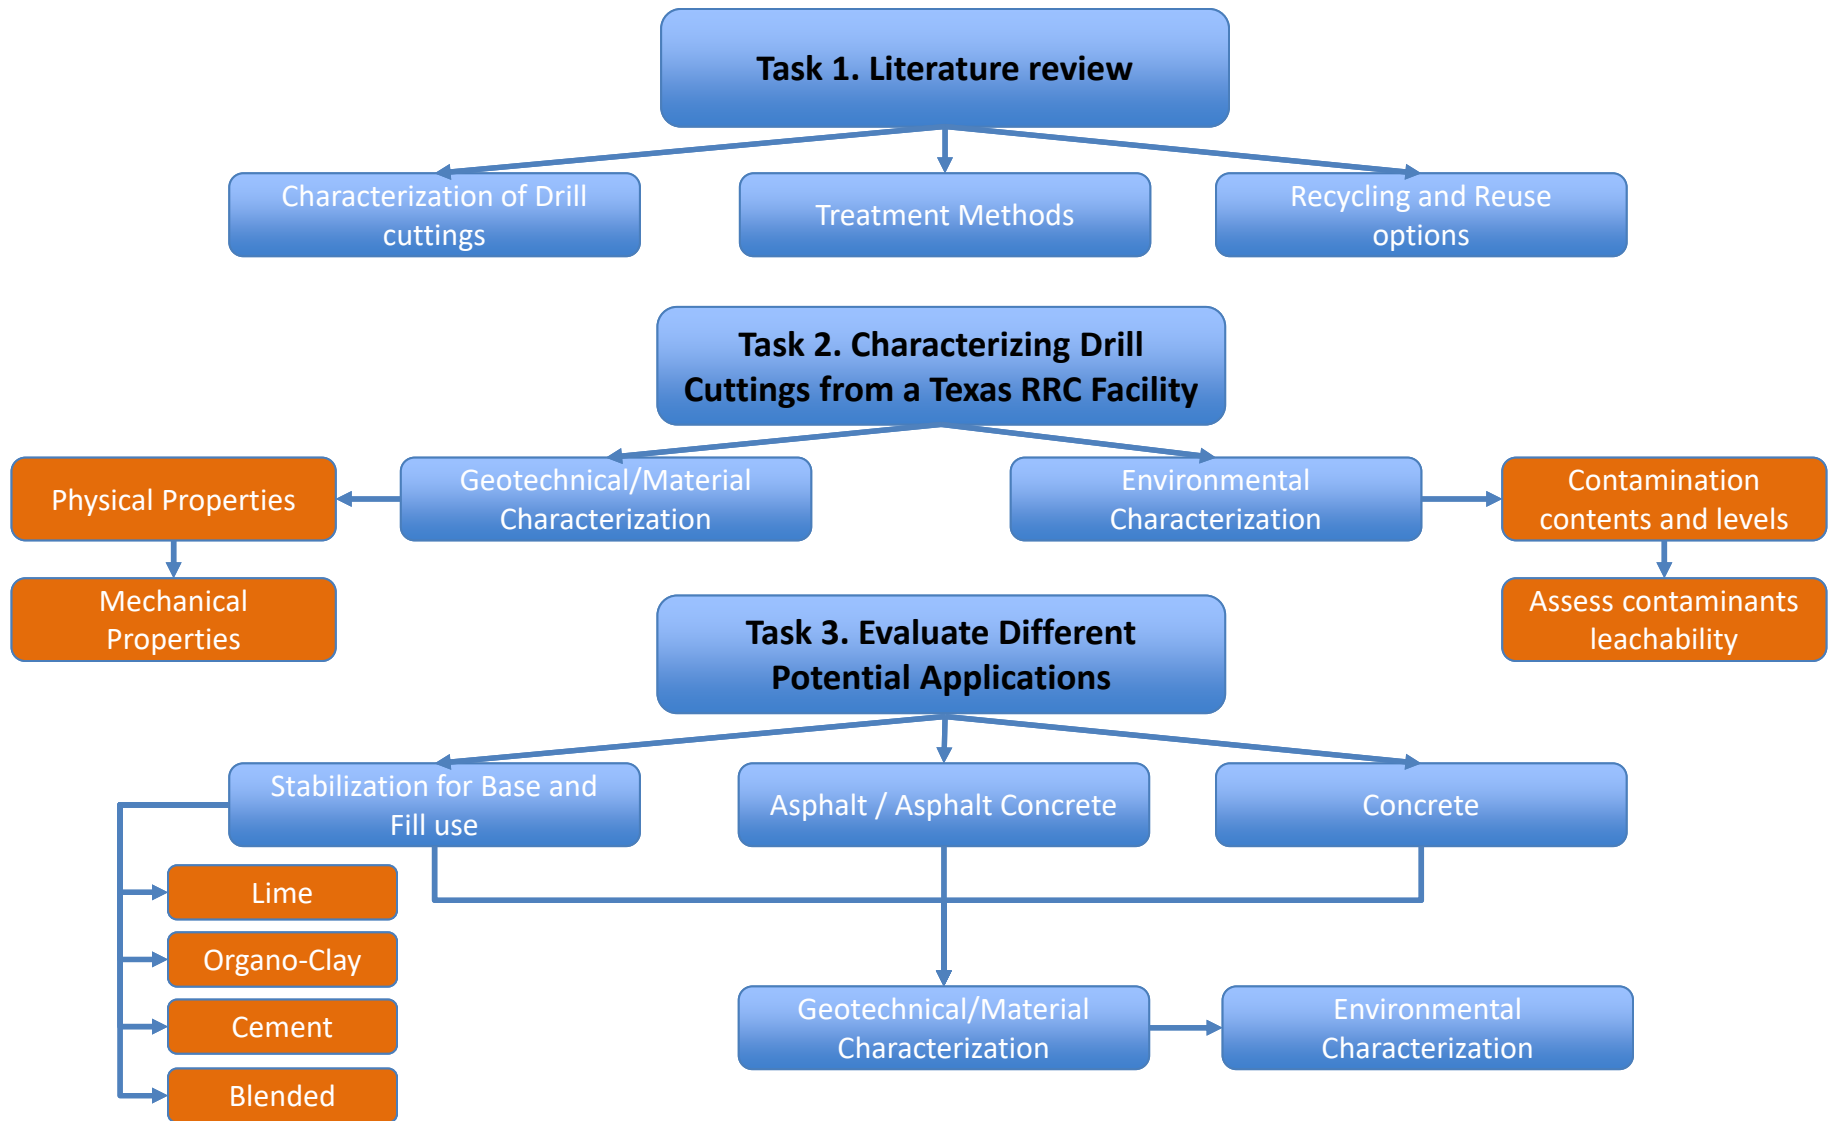 Task 1. Literature review
Characterization of Drill
cuttings
Treatment Methods
Recycling and Reuse
options
Task 2. Characterizing Drill
Cuttings from a Texas RRC Facility
Physical Properties
Geotechnical/Material
Characterization
Environmental
Characterization
Contamination
contents and levels
Mechanical
Properties
Assess contaminants
leachability
Task 3. Evaluate Different
Potential Applications
Stabilization for Base and
Fill use
Asphalt / Asphalt Concrete
Concrete
Lime
Organo-Clay
Cement
Blended
Geotechnical/Material
Characterization
Environmental
Characterization